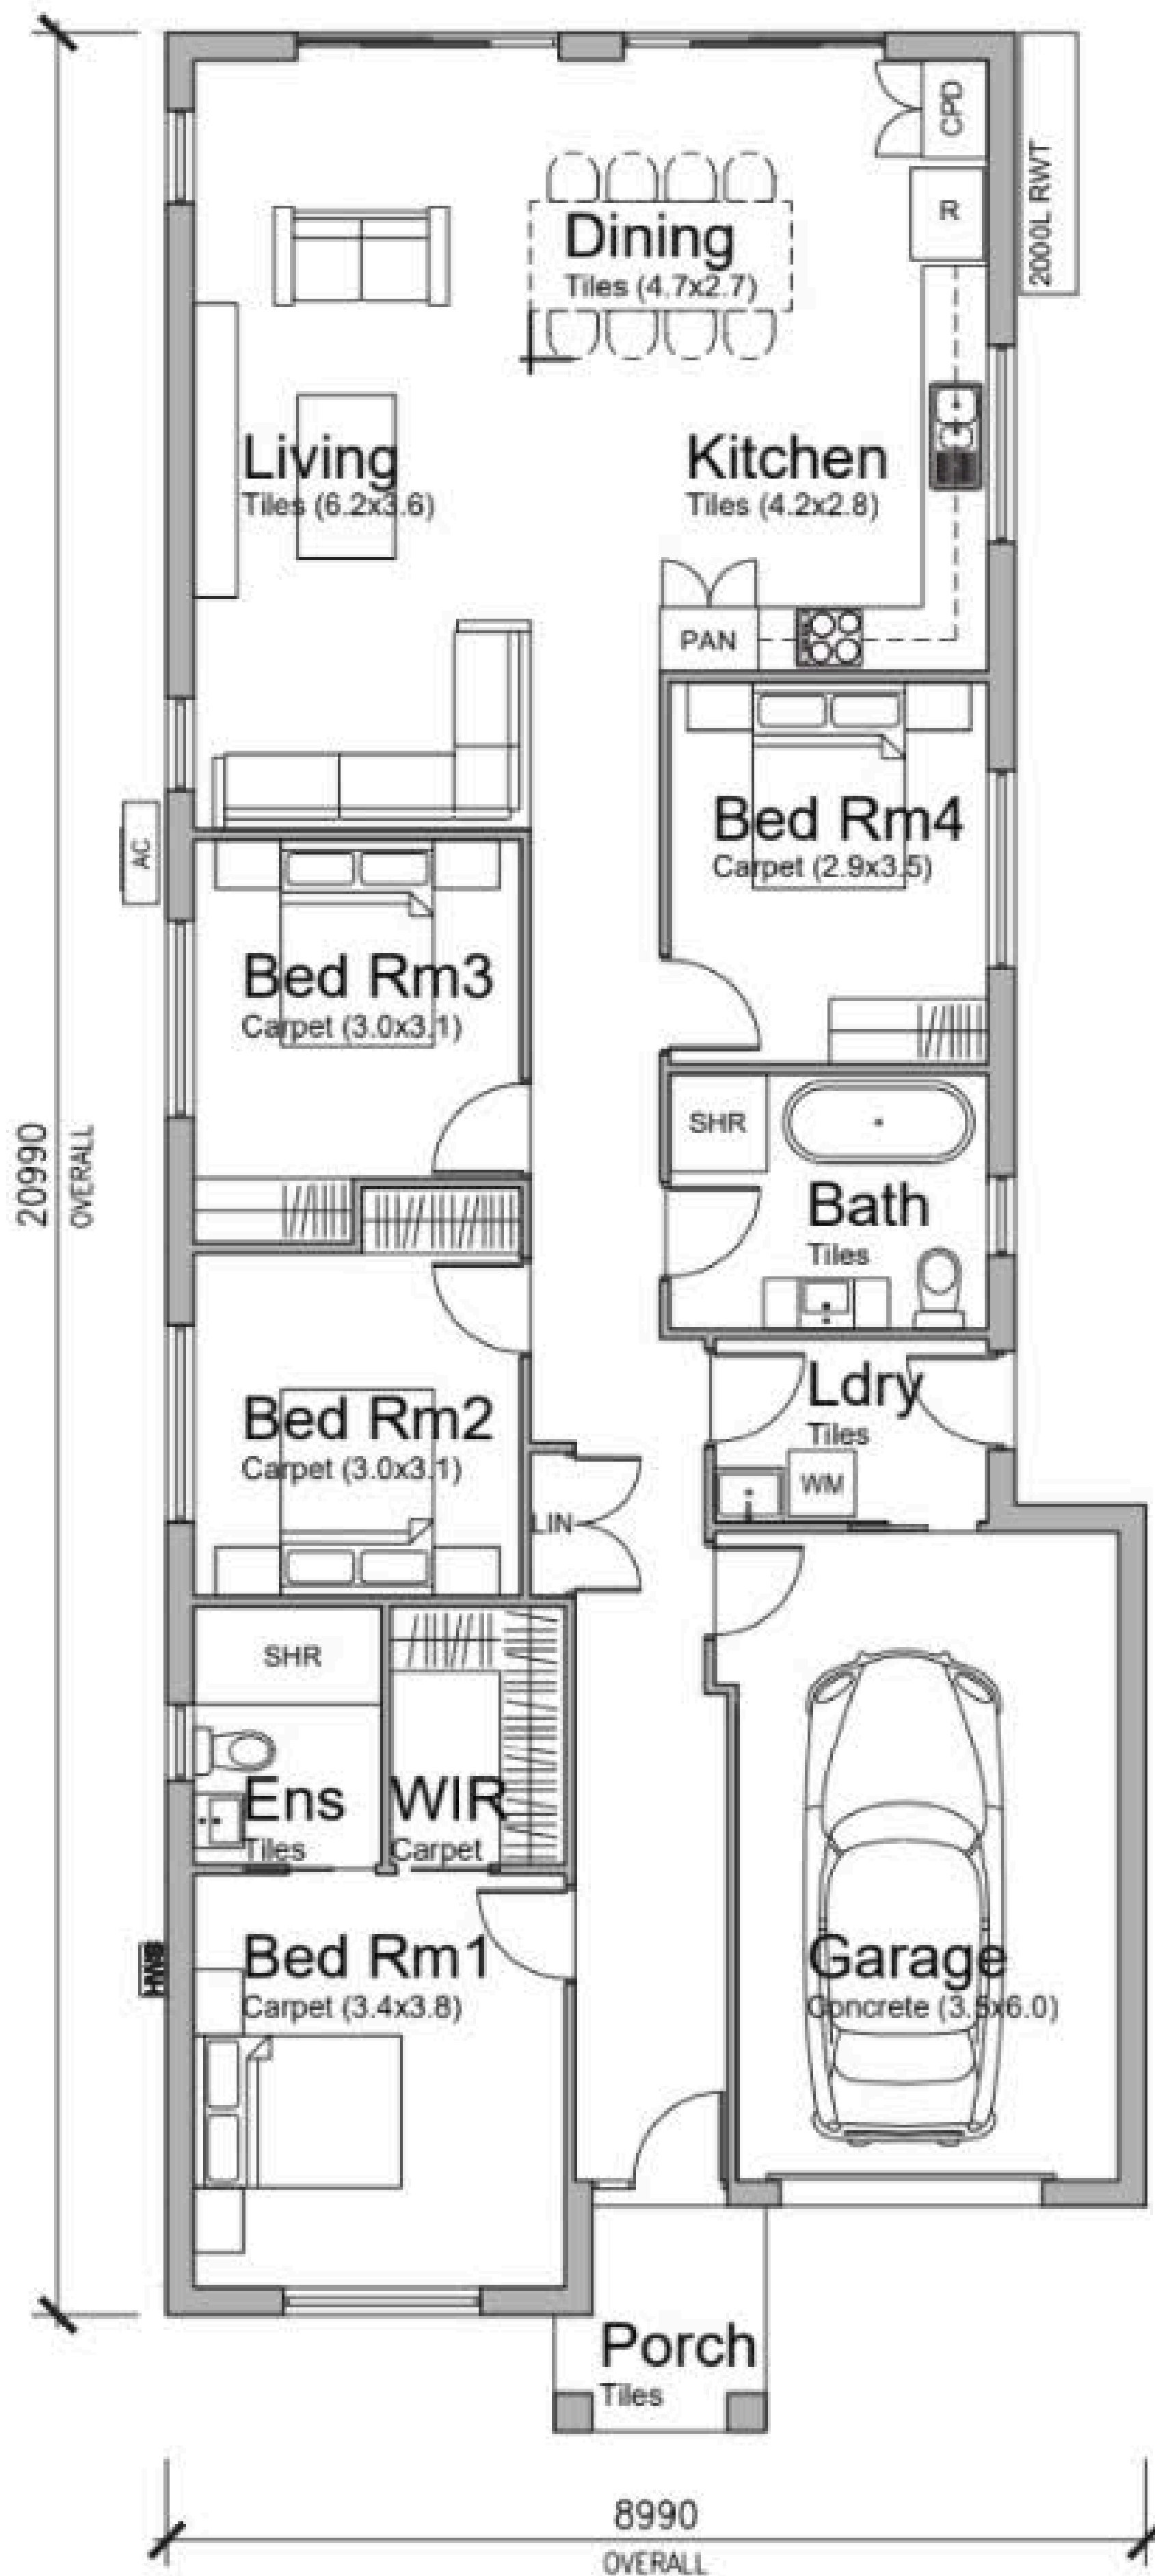 CPD
R
2000L RWT
Dining
Tiles (4.7x2.7)
Living
Tiles (6.2x3.6)
Kitchen
Tiles (4.2x2.8)
PAN
Bed Rm4
Carpet (2.9x3.5)
AC
Bed Rm3
Carpet (3.0x3.1)
SHR
20990
OVERALL
Bath
Tiles
Ldry
Tiles
Bed Rm2
Carpet (3.0x3.1)
WM
LIN
SHR
Ens
Tiles
WIR
Carpet
Bed Rm1
Carpet (3.4x3.8)
HWS
Garage
Concrete (3.5x6.0)
Porch
Tiles
8990
OVERALL